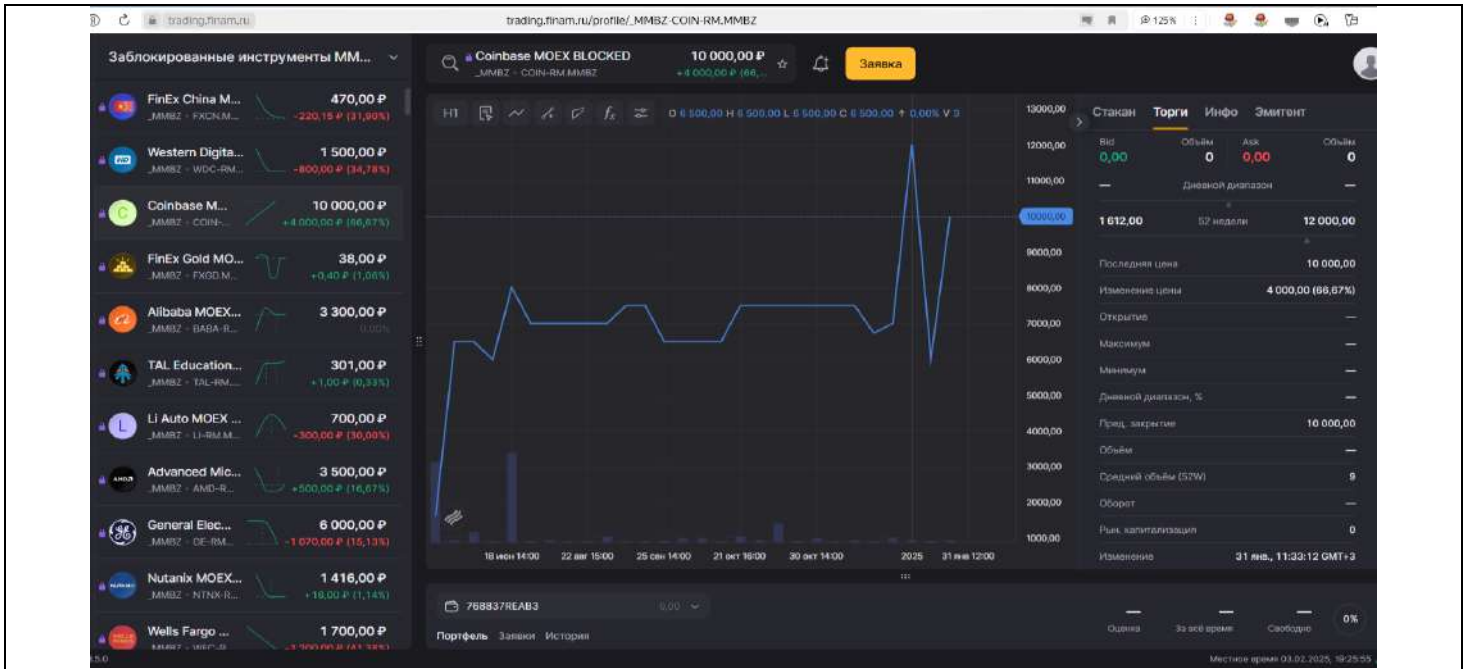 trading.finam.ru
trading.finam.ru/profile/_MMBZ-COIN-RM.MMBZ
125%
Заблокированные инструменты MM...
Coinbase MOEX BLOCKED
10 000,00 ₽
_MMBZ · COIN-RM.MMBZ
+4 000,00 ₽ (66,...
Заявка
FinEx China M...
470,00 ₽
_MMBZ · FXCN.M...
-220,15 ₽ (31,90%)
Western Digita...
1 500,00 ₽
_MMBZ · WDC-RM...
-800,00 ₽ (34,78%)
Coinbase M...
10 000,00 ₽
_MMBZ · COIN-...
+4 000,00 ₽ (66,67%)
FinEx Gold MO...
38,00 ₽
_MMBZ · FXGD.M...
+0,40 ₽ (1,06%)
Alibaba MOEX...
3 300,00 ₽
_MMBZ · BABA-R...
0,00%
TAL Education...
301,00 ₽
_MMBZ · TAL-RM....
+1,00 ₽ (0,33%)
Li Auto MOEX ...
700,00 ₽
_MMBZ · LI-RM.M...
-300,00 ₽ (30,00%)
Advanced Mic...
3 500,00 ₽
_MMBZ · AMD-R...
+500,00 ₽ (16,67%)
General Elec...
6 000,00 ₽
_MMBZ · GE-RM...
-1 070,00 ₽ (15,13%)
Nutanix MOEX...
1 416,00 ₽
_MMBZ · NTNX-R...
+16,00 ₽ (1,14%)
Wells Fargo ...
1 700,00 ₽
H1
O 6 500,00 H 6 500,00 L 6 500,00 C 6 500,00 ↑ 0,00% V 3
13000,00
12000,00
11000,00
10000,00
9000,00
8000,00
7000,00
6000,00
5000,00
4000,00
3000,00
2000,00
1000,00
18 июн 14:00 22 авг 15:00 25 сен 14:00 21 окт 16:00 30 окт 14:00 2025 31 янв 12:00
Стакан Торги Инфо Эмитент
Bid Объём Ask Объём
0,00 0 0,00 0
— Дневной диапазон —
1 612,00 52 недели 12 000,00
Последняя цена 10 000,00
Изменение цены 4 000,00 (66,67%)
Открытие —
Максимум —
Минимум —
Дневной диапазон, % —
Пред. закрытие 10 000,00
Объём —
Средний объём (52W) 9
Оборот —
Рын. капитализация 0
Изменение 31 янв., 11:33:12 GMT+3
768837REAB3 0,00
Портфель Заявки История
— — — 0%
Оценка За всё время Свободно
Местное время 03.02.2025, 19:25:55